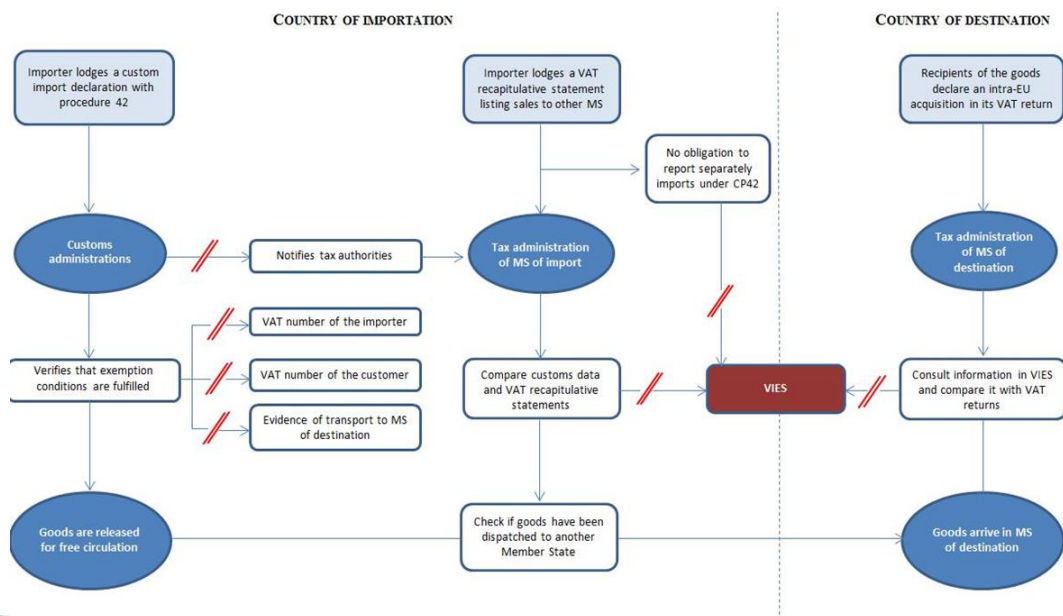 COUNTRY OF IMPORTATION
COUNTRY OF DESTINATION
Importer lodges a custom
import declaration with
procedure 42
Importer lodges a VAT
recapitulative statement
listing sales to other MS
Recipients of the goods
declare an intra-EU
acquisition in its VAT return
No obligation to
report separately
imports under CP42
Customs
administrations
Notifies tax authorities
Tax administration
of MS of import
Tax administration
of MS of
destination
VAT number of the importer
Verifies that exemption
conditions are fulfilled
VAT number of the customer
Evidence of transport to MS
of destination
Compare customs data
and VAT recapitulative
statements
VIES
Consult information in VIES
and compare it with VAT
returns
Goods are released
for free circulation
Check if goods have been
dispatched to another
Member State
Goods arrive in MS
of destination